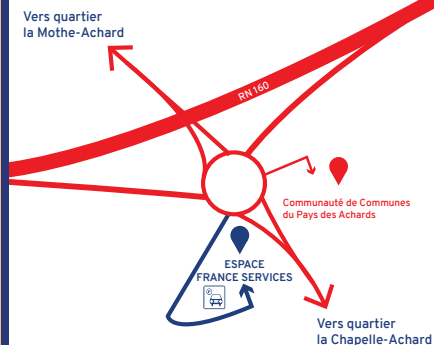 Vers quartier
la Mothe-Achard
RN 160
Communauté de Communes
du Pays des Achards
ESPACE
FRANCE SERVICES
P
Vers quartier
la Chapelle-Achard